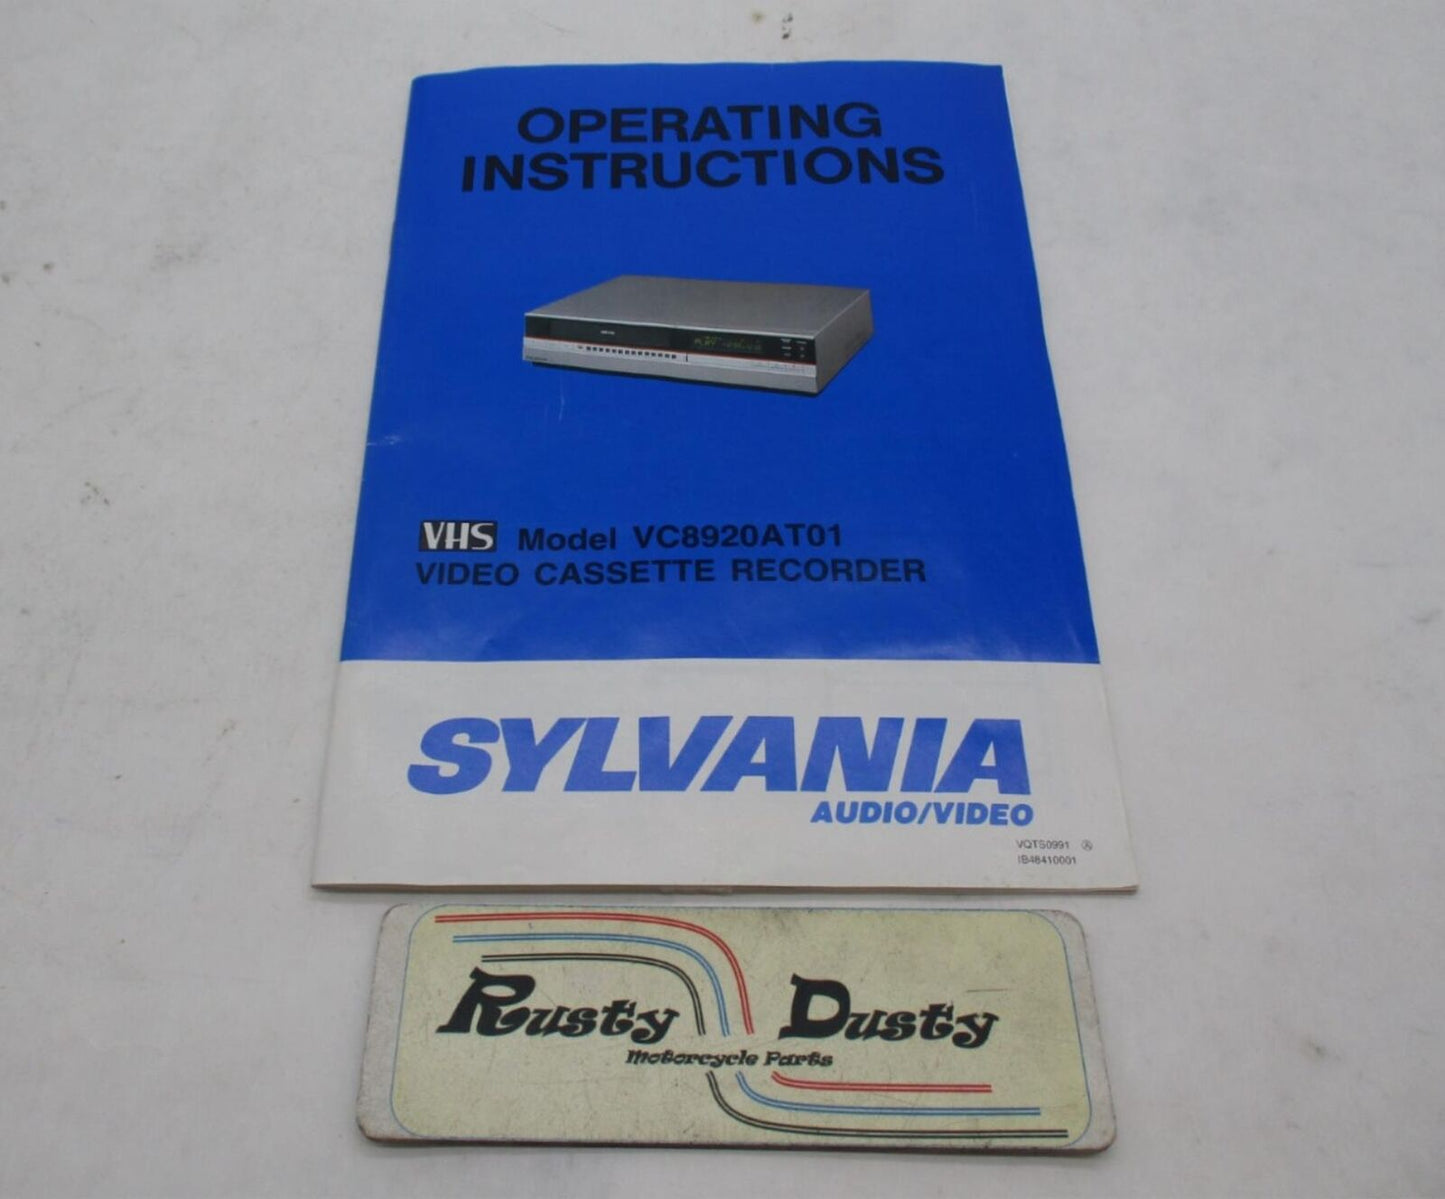 OPERATING
INSTRUCTIONS
VHS Model VC8920AT01
VIDEO CASSETTE RECORDER
SYLVANIA
AUDIO/VIDEO
VQTS0991 Ⓐ
IB48410001
Rusty Dusty
Motorcycle Parts